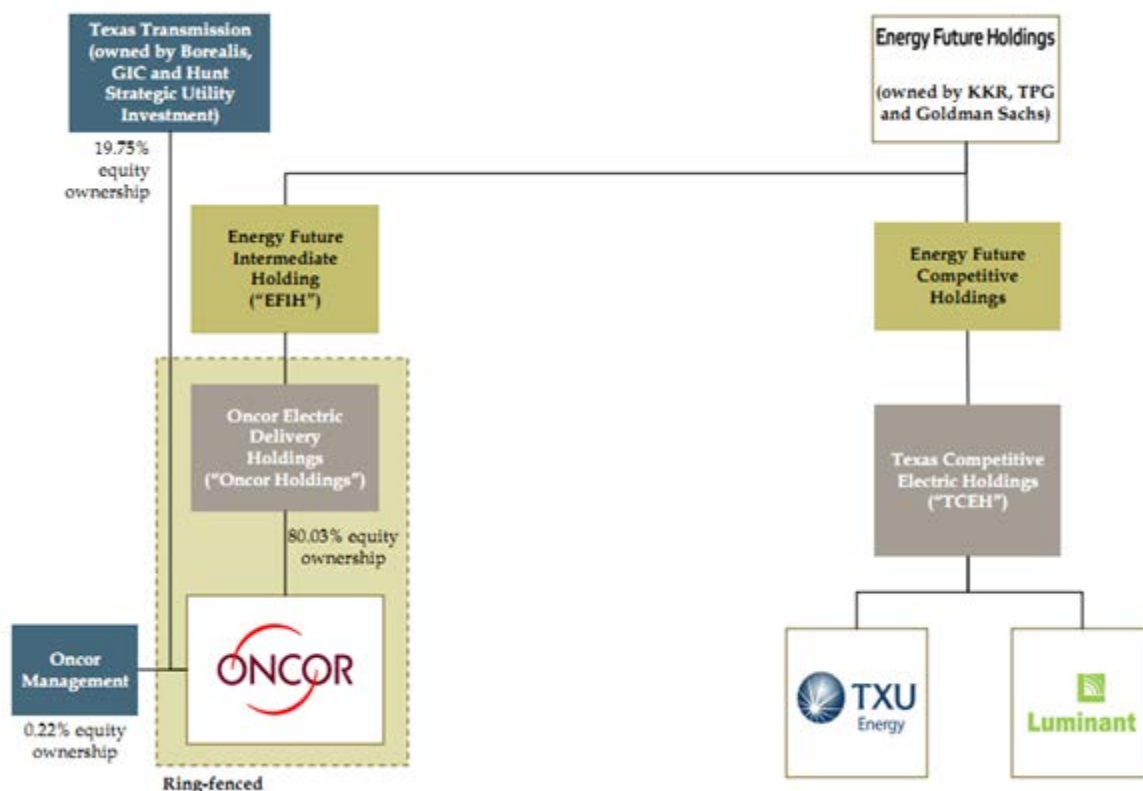 Texas Transmission
(owned by Borealis,
GIC and Hunt
Strategic Utility
Investment)
19.75%
equity
ownership
Energy Future Holdings
(owned by KKR, TPG
and Goldman Sachs)
Energy Future
Intermediate
Holding
(“EFIH”)
Energy Future
Competitive
Holdings
Oncor Electric
Delivery
Holdings
(“Oncor Holdings”)
80.03% equity
ownership
Texas Competitive
Electric Holdings
(“TCEH”)
Oncor
Management
0.22% equity
ownership
ONCOR
Ring-fenced
TXU
Energy
Luminant